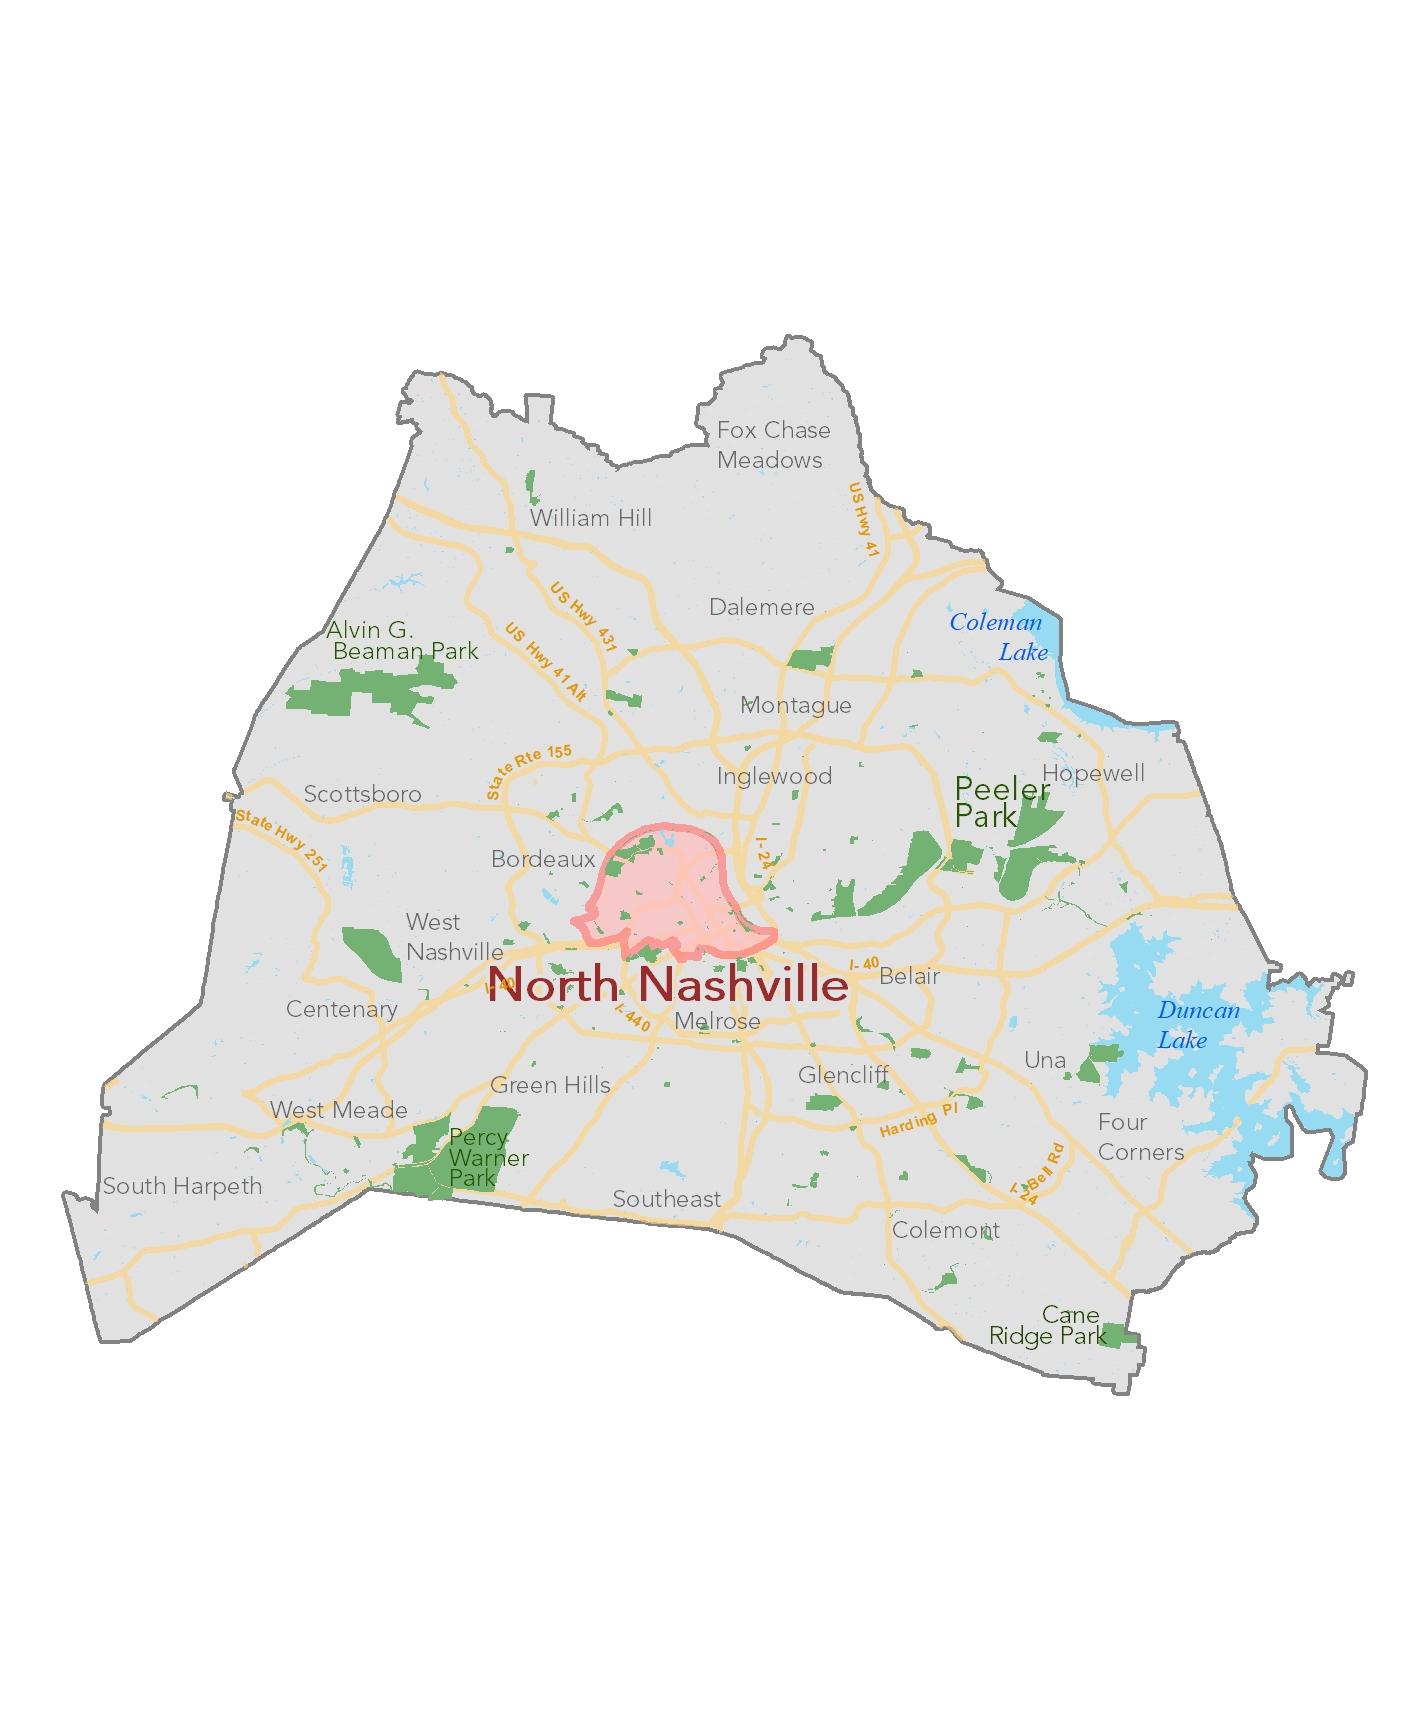 Fox Chase
Meadows
US Hwy 41
William Hill
US Hwy 431
Dalemere
Coleman
Lake
Alvin G.
Beaman Park
US Hwy 41 Alt
Montague
State Rte 155
Inglewood
Hopewell
Peeler
Park
Scottsboro
State Hwy 251
I- 24
Bordeaux
West
Nashville
I- 40
Belair
I- 40
North Nashville
Centenary
I- 440
Melrose
Duncan
Lake
Una
Glencliff
Green Hills
West Meade
Harding Pl
Four
Corners
Percy
Warner
Park
Bell Rd
I- 24
South Harpeth
Southeast
Colemont
Cane
Ridge Park